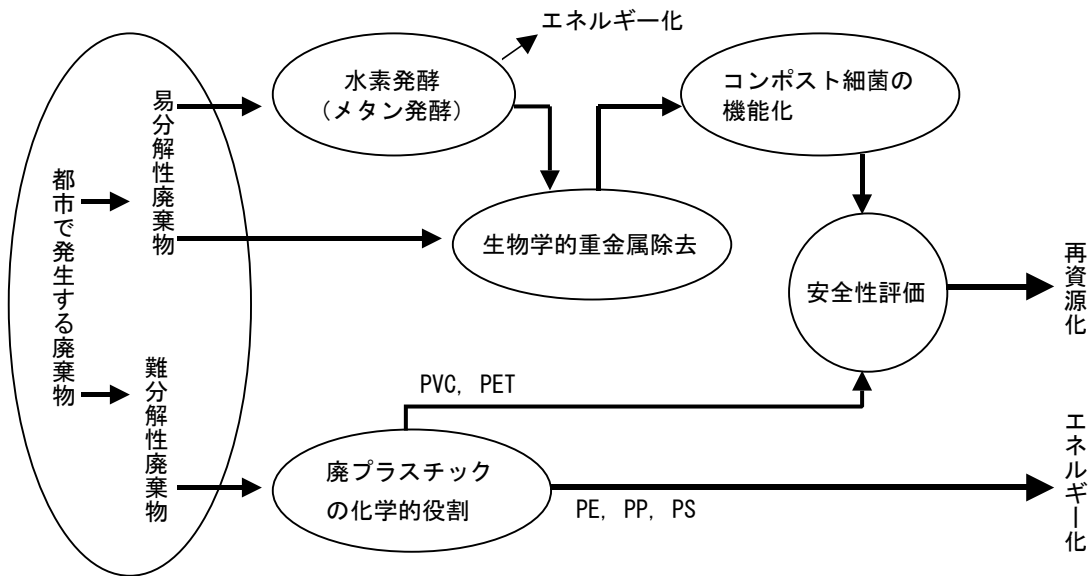 都市で発生する廃棄物
易分解性廃棄物
難分解性廃棄物
水素発酵
（メタン発酵）
エネルギー化
生物学的重金属除去
コンポスト細菌の
機能化
安全性評価
再資源化
PVC, PET
廃プラスチック
の化学的役割
PE, PP, PS
エネルギー化